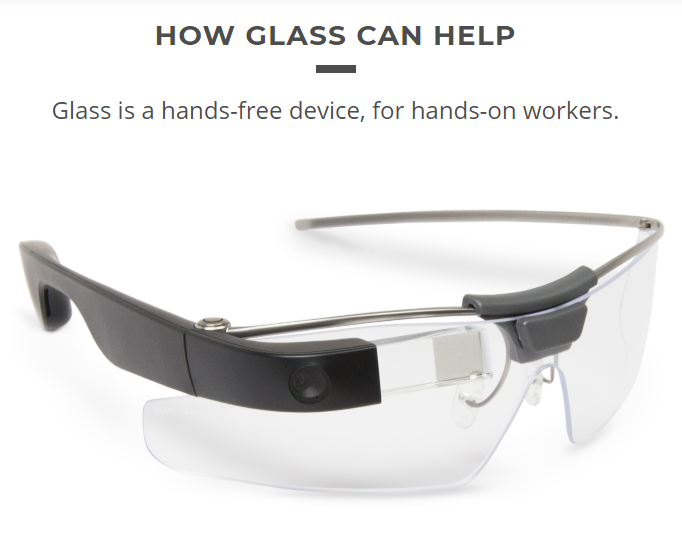 HOW GLASS CAN HELP
Glass is a hands-free device, for hands-on workers.